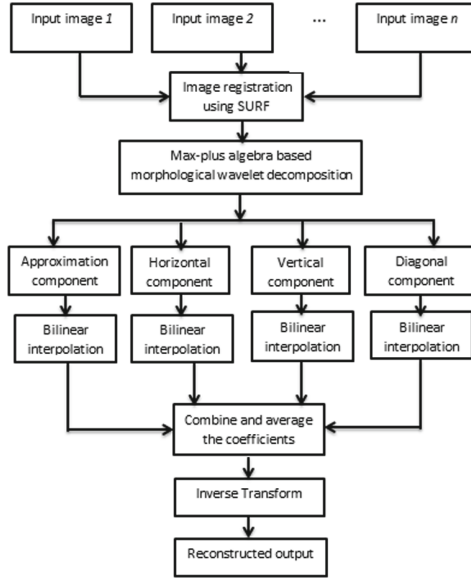 Input image 1
Input image 2
...
Input image n
Image registration
using SURF
Max-plus algebra based
morphological wavelet decomposition
Approximation
component
Horizontal
component
Vertical
component
Diagonal
component
Bilinear
interpolation
Bilinear
interpolation
Bilinear
interpolation
Bilinear
interpolation
Combine and average
the coefficients
Inverse Transform
Reconstructed output